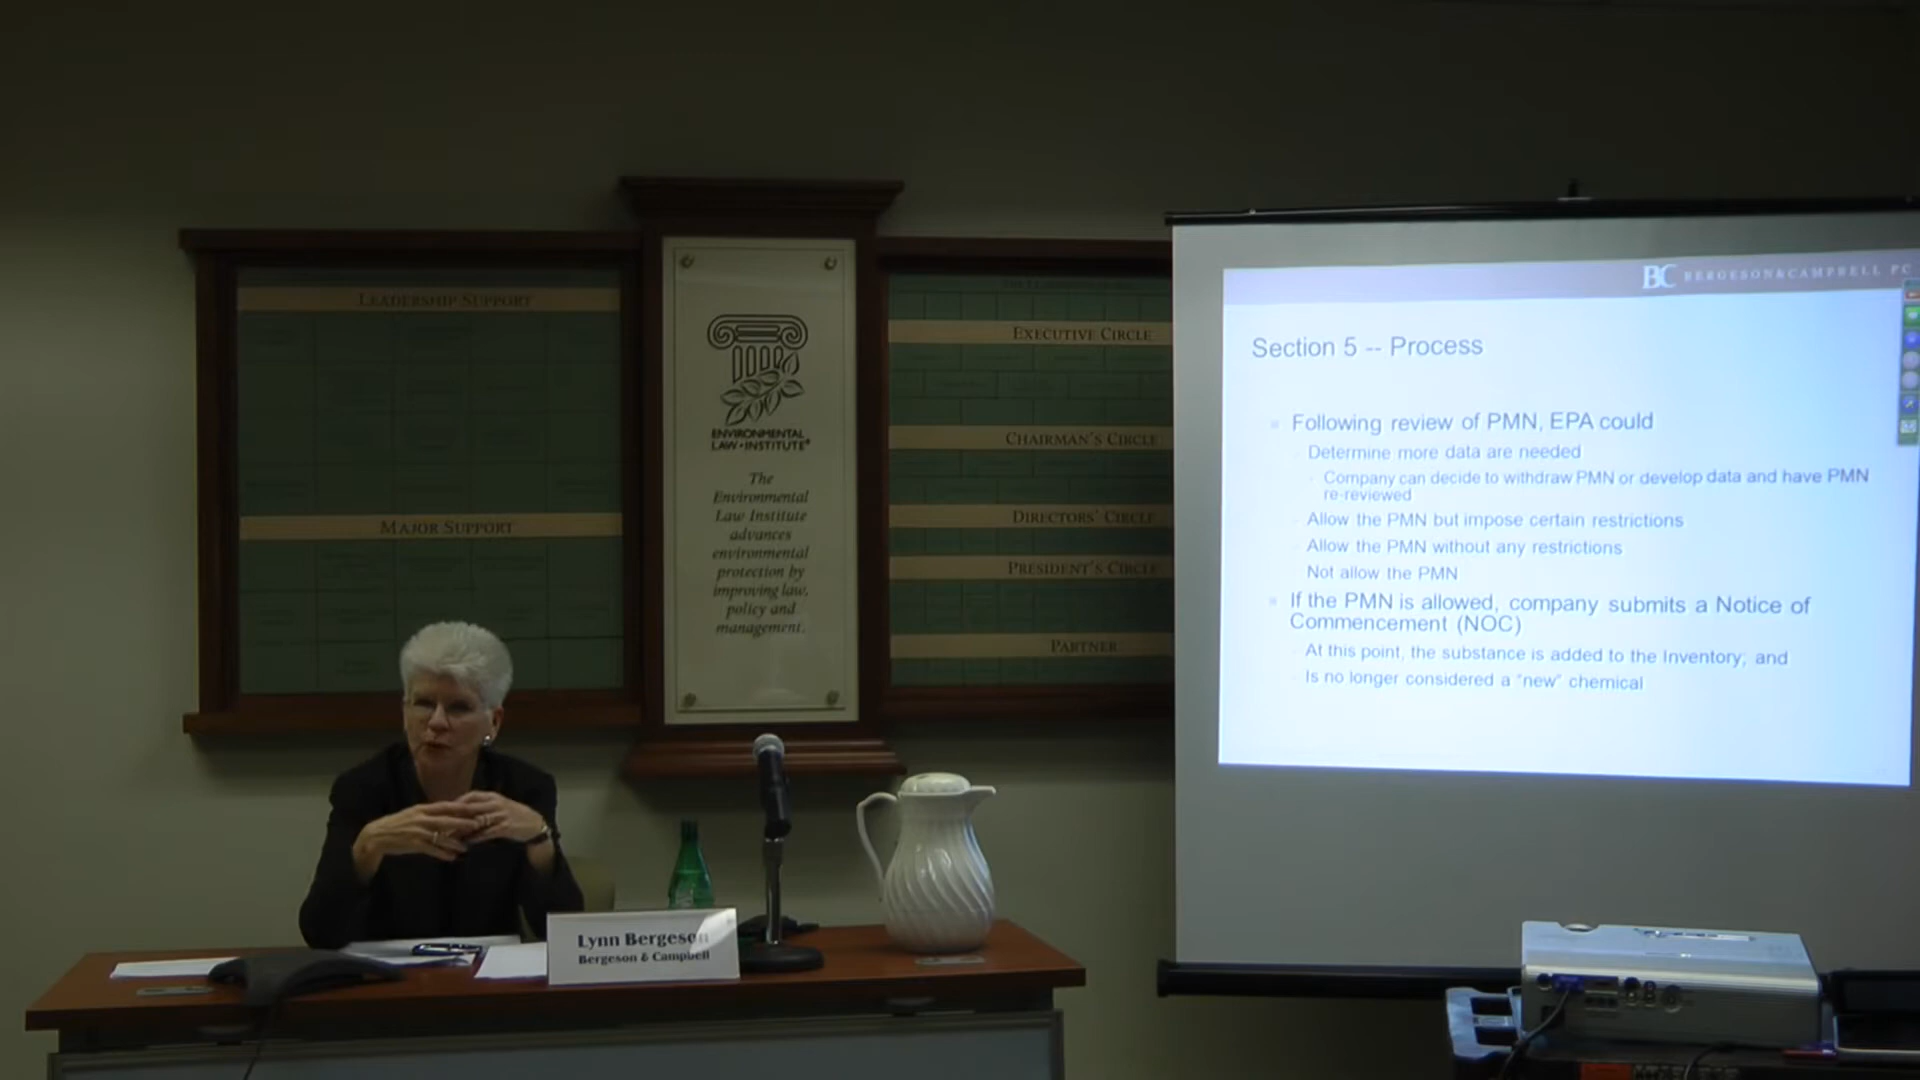 LEADERSHIP SUPPORT
MAJOR SUPPORT
ENVIRONMENTAL
LAW • INSTITUTE®
The
Environmental
Law Institute
advances
environmental
protection by
improving law,
policy and
management.
EXECUTIVE CIRCLE
CHAIRMAN'S CIRCLE
DIRECTORS' CIRCLE
PRESIDENT'S CIRCLE
PARTNER
Lynn Bergeson
Bergeson & Campbell
BC BERGESON & CAMPBELL PC
Section 5 -- Process
Following review of PMN, EPA could
Determine more data are needed
Company can decide to withdraw PMN or develop data and have PMN
re-reviewed
Allow the PMN but impose certain restrictions
Allow the PMN without any restrictions
Not allow the PMN
If the PMN is allowed, company submits a Notice of
Commencement (NOC)
At this point, the substance is added to the Inventory; and
Is no longer considered a "new" chemical